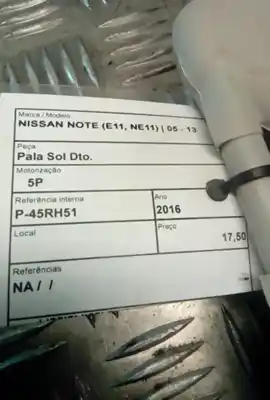 Marca / Modelo
NISSAN NOTE (E11, NE11) | 05 - 13
Peça
Pala Sol Dto.
Motorização
5P
Referência interna
P-45RH51
Ano
2016
Local
Preço
17,50
Referências
NA / /